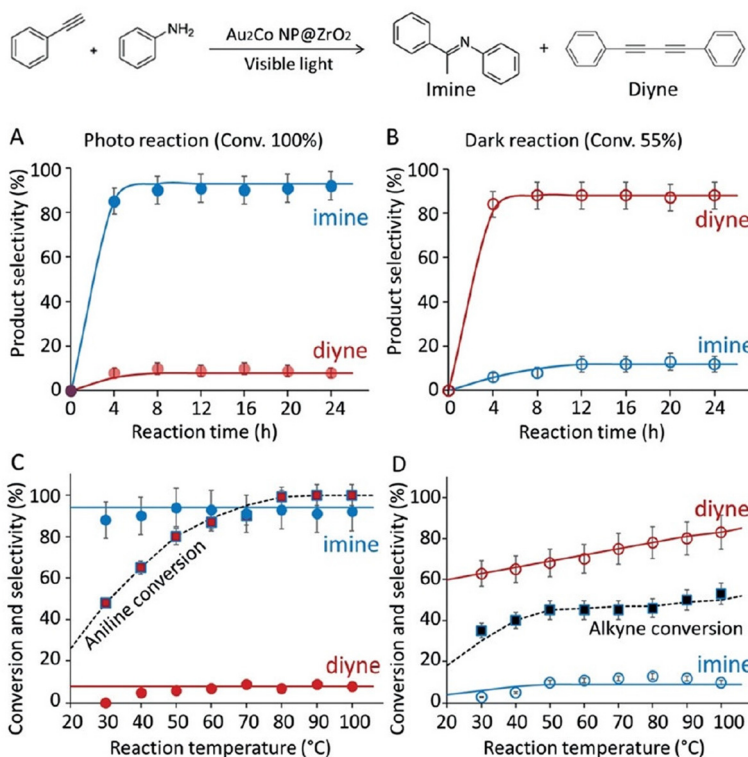 NH2
+
Au2Co NP@ZrO2
Visible light
N
+
Imine
Diyne
A
Photo reaction (Conv. 100%)
Product selectivity (%)
100
80
60
40
20
0
imine
diyne
0 4 8 12 16 20 24
Reaction time (h)
B
Dark reaction (Conv. 55%)
Product selectivity (%)
100
80
60
40
20
0
diyne
imine
0 4 8 12 16 20 24
Reaction time (h)
C
Conversion and selectivity (%)
100
80
60
40
20
0
imine
Aniline conversion
diyne
20 30 40 50 60 70 80 90 100
Reaction temperature (°C)
D
Conversion and selectivity (%)
100
80
60
40
20
0
diyne
Alkyne conversion
imine
20 30 40 50 60 70 80 90 100
Reaction temperature (°C)